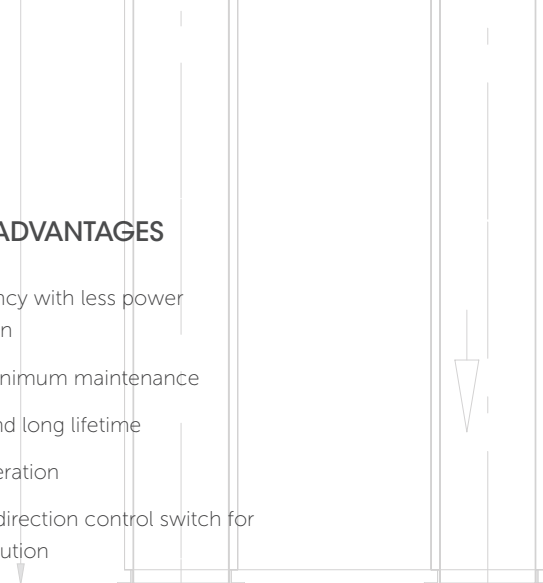 ADVANTAGES
ncy with less power
n
nimum maintenance
nd long lifetime
eration
direction control switch for
ution